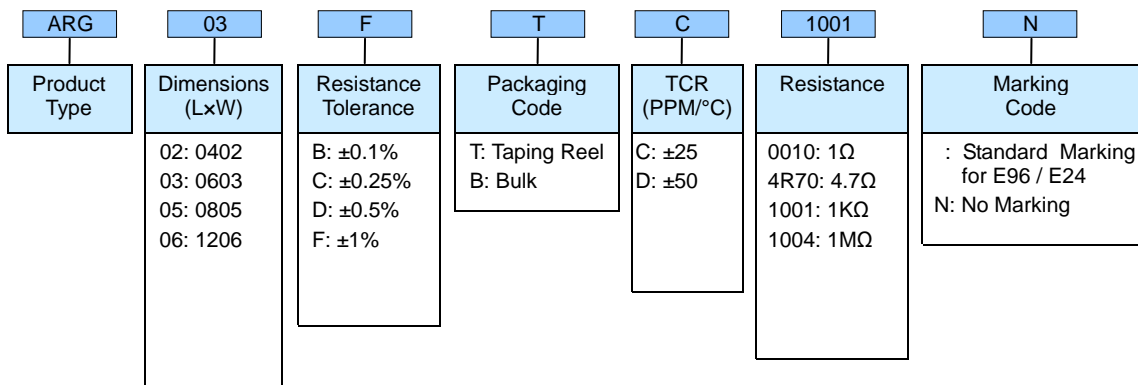 ARG 03 F T C 1001 N
Product
Type
Dimensions
(L×W)
Resistance
Tolerance
Packaging
Code
TCR
(PPM/°C)
Resistance
Marking
Code
02: 0402
03: 0603
05: 0805
06: 1206
B: ±0.1%
C: ±0.25%
D: ±0.5%
F: ±1%
T: Taping Reel
B: Bulk
C: ±25
D: ±50
0010: 1Ω
4R70: 4.7Ω
1001: 1KΩ
1004: 1MΩ
: Standard Marking
for E96 / E24
N: No Marking